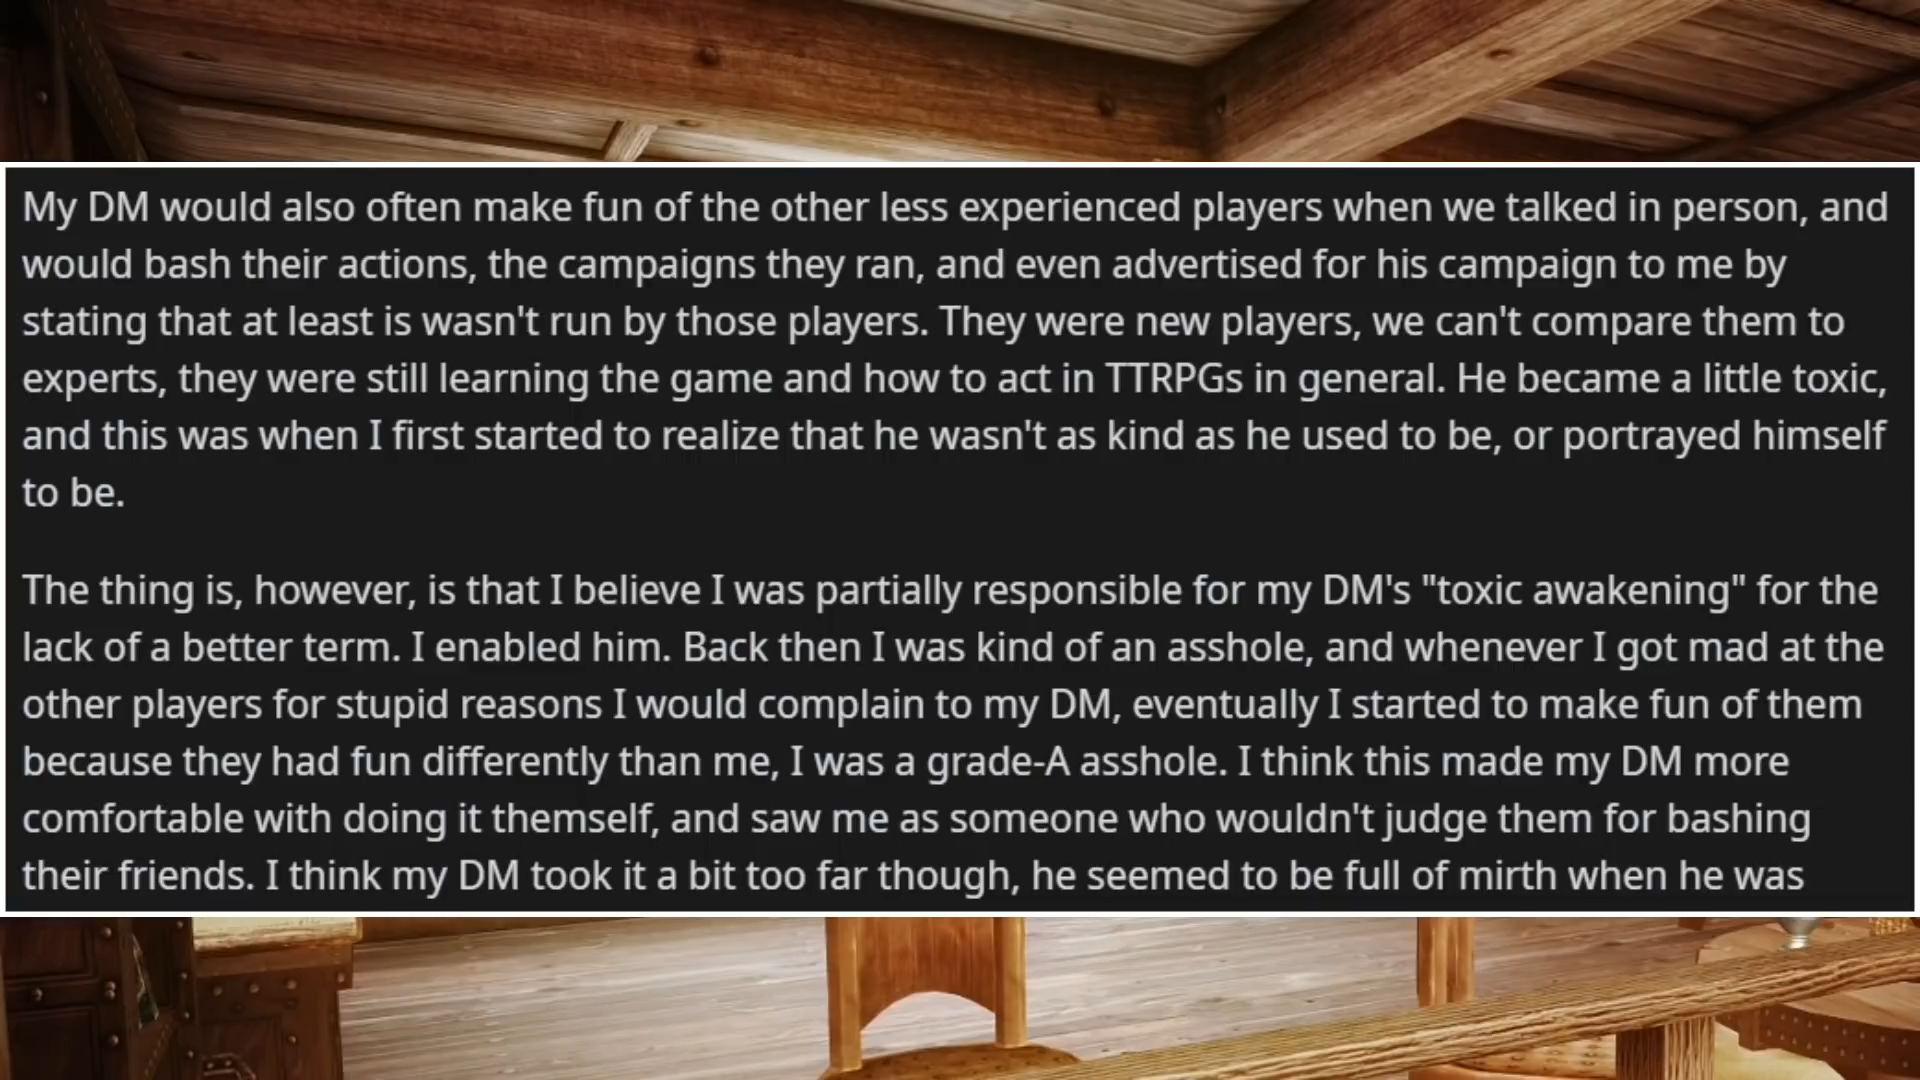 My DM would also often make fun of the other less experienced players when we talked in person, and
would bash their actions, the campaigns they ran, and even advertised for his campaign to me by
stating that at least is wasn't run by those players. They were new players, we can't compare them to
experts, they were still learning the game and how to act in TTRPGs in general. He became a little toxic,
and this was when I first started to realize that he wasn't as kind as he used to be, or portrayed himself
to be.
The thing is, however, is that I believe I was partially responsible for my DM's "toxic awakening" for the
lack of a better term. I enabled him. Back then I was kind of an asshole, and whenever I got mad at the
other players for stupid reasons I would complain to my DM, eventually I started to make fun of them
because they had fun differently than me, I was a grade-A asshole. I think this made my DM more
comfortable with doing it themself, and saw me as someone who wouldn't judge them for bashing
their friends. I think my DM took it a bit too far though, he seemed to be full of mirth when he was